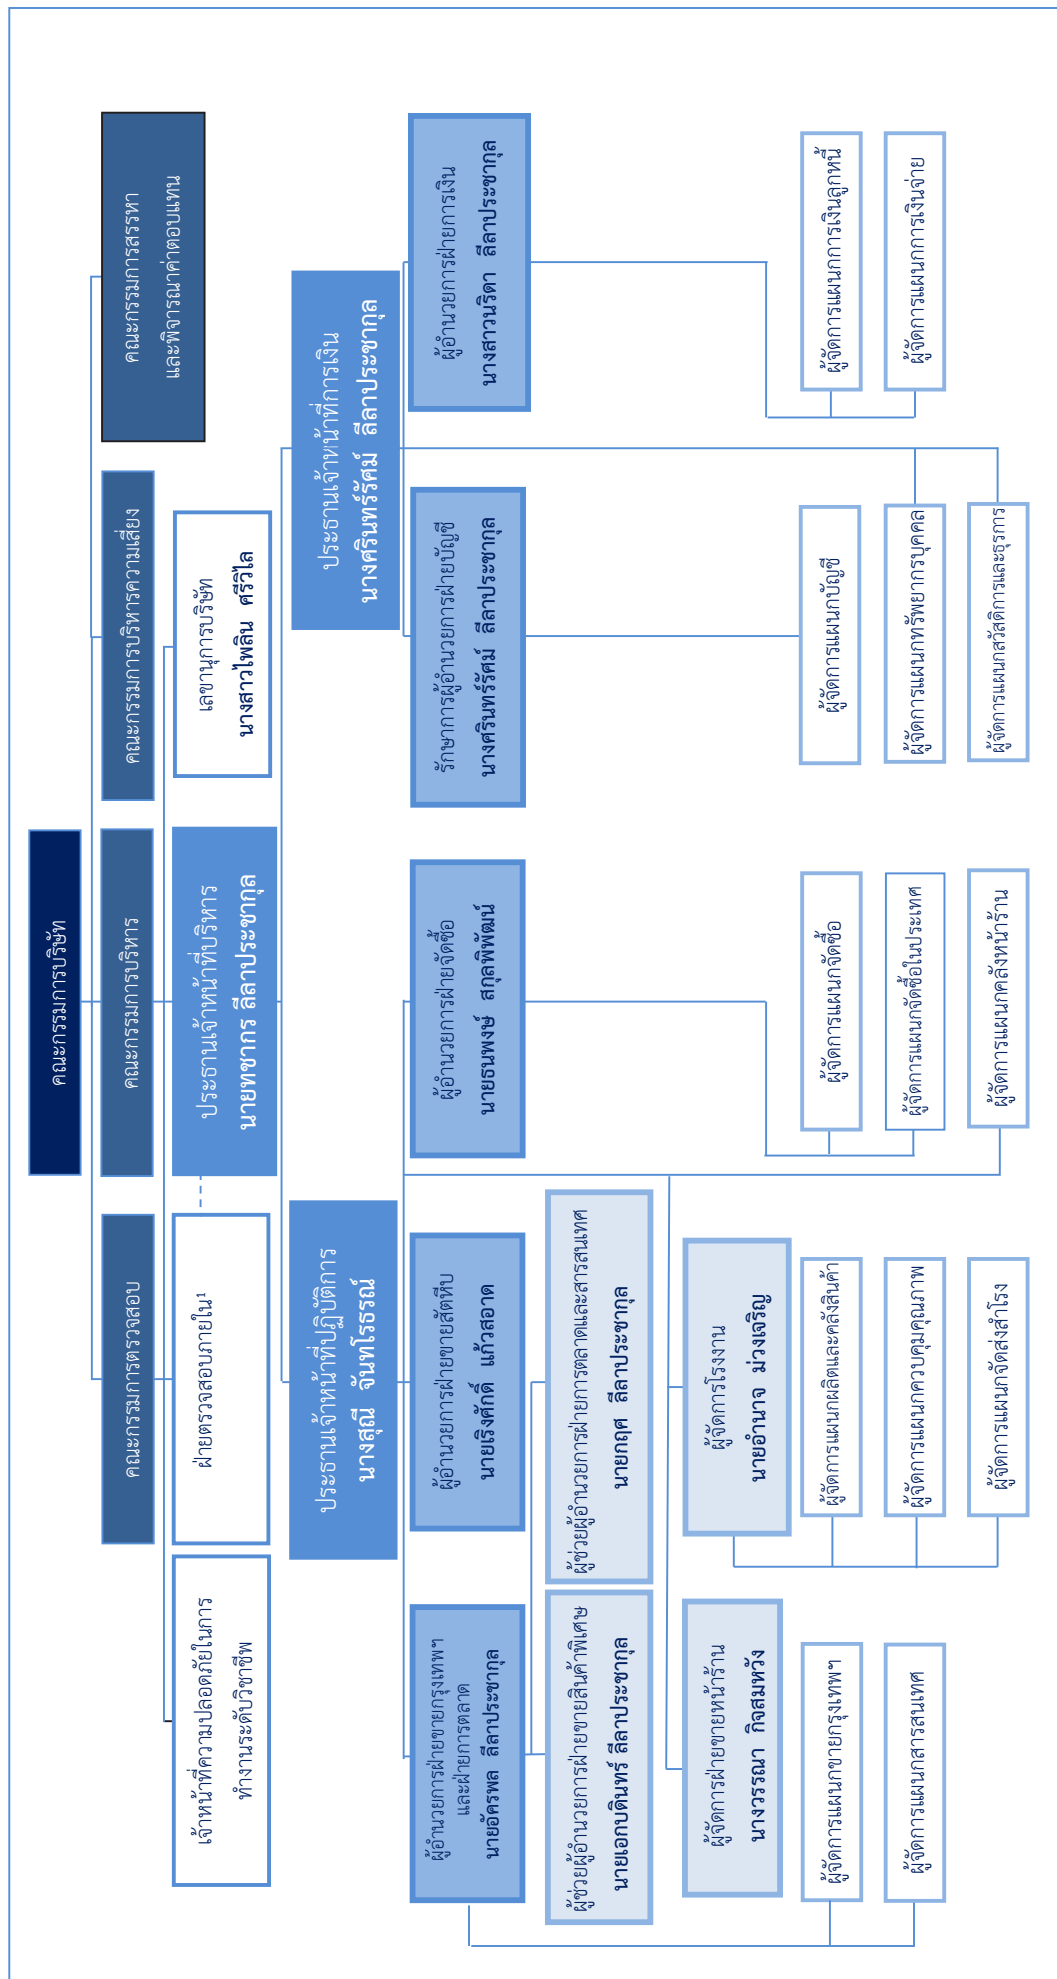 คณะกรรมการบริษัท
คณะกรรมการตรวจสอบ
คณะกรรมการบริหาร
คณะกรรมการบริหารความเสี่ยง
คณะกรรมการสรรหา
และพิจารณาค่าตอบแทน
เจ้าหน้าที่ความปลอดภัยในการ
ทำงานระดับวิชาชีพ
ฝ่ายตรวจสอบภายใน¹
ประธานเจ้าหน้าที่บริหาร
นายทชากร ลีลาประชากุล
เลขานุการบริษัท
นางสาวไพลิน ศรีวิไล
ประธานเจ้าหน้าที่ปฏิบัติการ
นางสุณี จันทโรธรณ์
ประธานเจ้าหน้าที่การเงิน
นางศรินทร์รัศม์ ลีลาประชากุล
ผู้อำนวยการฝ่ายขายกรุงเทพฯ
และฝ่ายการตลาด
นายอัครพล ลีลาประชากุล
ผู้อำนวยการฝ่ายขายสัตหีบ
นายเริงศักดิ์ แก้วสอาด
ผู้อำนวยการฝ่ายจัดซื้อ
นายธนพงษ์ สกุลพิพัฒน์
รักษาการผู้อำนวยการฝ่ายบัญชี
นางศรินทร์รัศม์ ลีลาประชากุล
ผู้อำนวยการฝ่ายการเงิน
นางสาวนริตา ลีลาประชากุล
ผู้ช่วยผู้อำนวยการฝ่ายขายสินค้าพิเศษ
นายเอกบดินทร์ ลีลาประชากุล
ผู้ช่วยผู้อำนวยการฝ่ายการตลาดและสารสนเทศ
นายกฤศ ลีลาประชากุล
ผู้จัดการฝ่ายขายหน้าร้าน
นางวรรณา กิจสมหวัง
ผู้จัดการโรงงาน
นายอำนาจ ม่วงเจริญ
ผู้จัดการแผนกขายกรุงเทพฯ
ผู้จัดการแผนกผลิตและคลังสินค้า
ผู้จัดการแผนกจัดซื้อ
ผู้จัดการแผนกบัญชี
ผู้จัดการแผนกการเงินลูกหนี้
ผู้จัดการแผนกสารสนเทศ
ผู้จัดการแผนกควบคุมคุณภาพ
ผู้จัดการแผนกจัดซื้อในประเทศ
ผู้จัดการแผนกทรัพยากรบุคคล
ผู้จัดการแผนกการเงินจ่าย
ผู้จัดการแผนกจัดส่งสำโรง
ผู้จัดการแผนกคลังหน้าร้าน
ผู้จัดการแผนกสวัสดิการและธุรการ